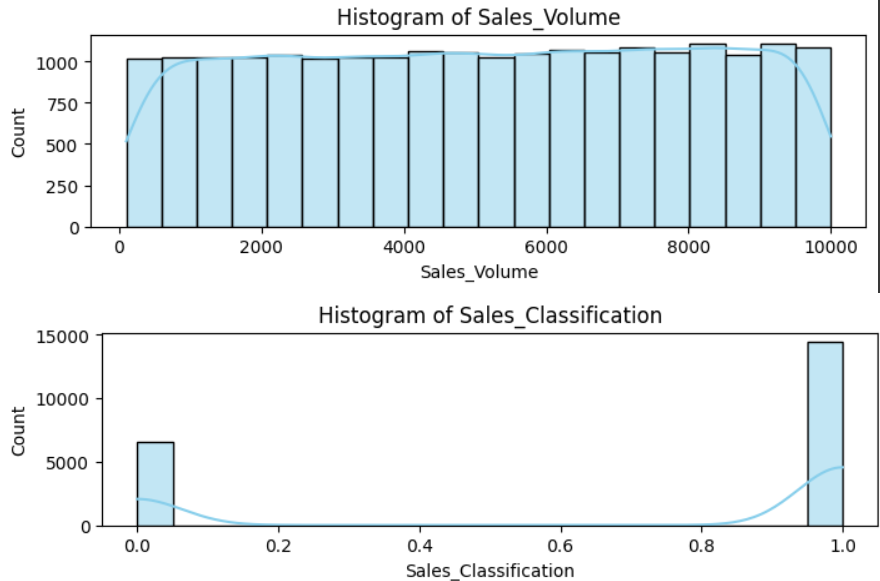 Histogram of Sales_Volume
1000
750
500
250
0
Count
0 2000 4000 6000 8000 10000
Sales_Volume
Histogram of Sales_Classification
15000
10000
5000
0
Count
0.0 0.2 0.4 0.6 0.8 1.0
Sales_Classification